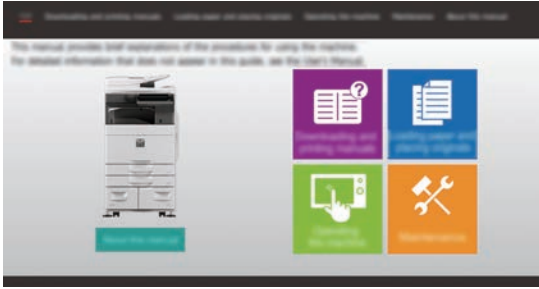 Downloading and printing manuals Loading paper and placing originals Operating the machine Maintenance About this manual
This manual provides brief explanations of the procedures for using the machine.
For detailed information that does not appear in this guide, see the User's Manual.
?
Downloading and
printing manuals
Loading paper and
placing originals
Operating
the machine
Maintenance
About this manual